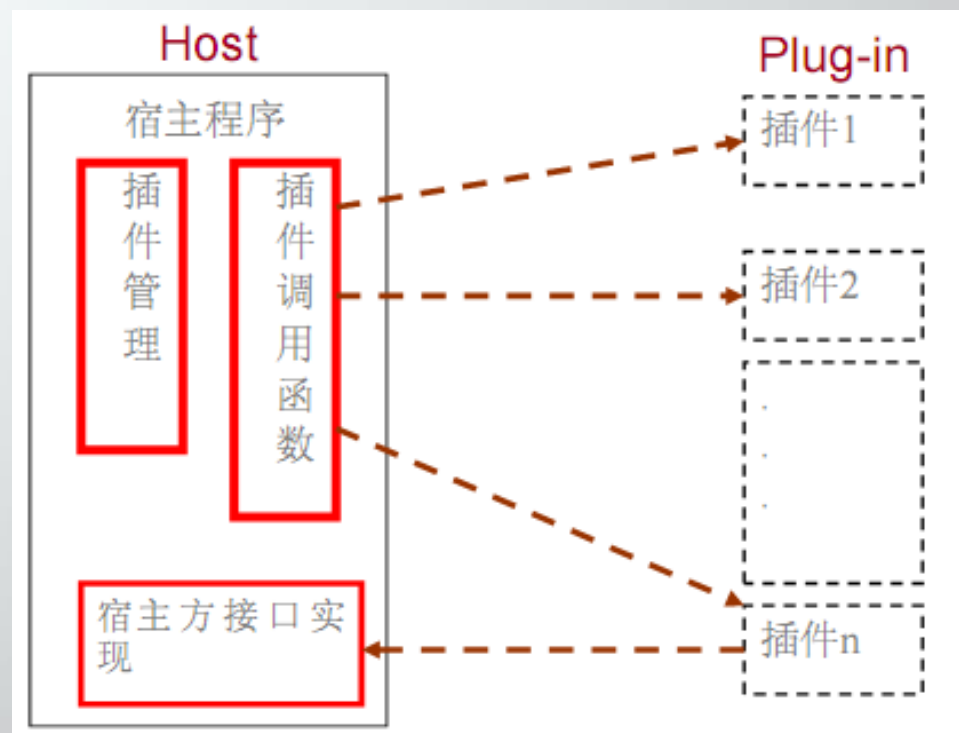 Host
宿主程序
插件管理
插件调用函数
宿主方接口实
现
Plug-in
插件1
插件2
.
.
.
插件n